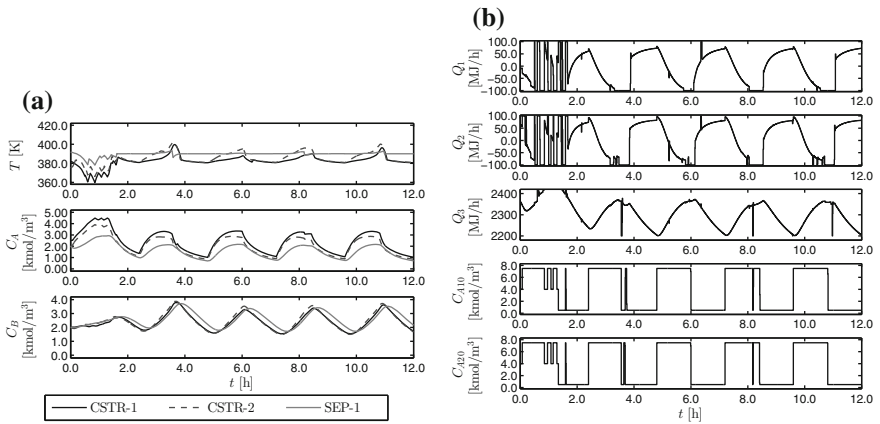 (a)
420.0
400.0
380.0
360.0
T [K]
0.0 2.0 4.0 6.0 8.0 10.0 12.0
5.00
4.00
3.00
2.00
1.00
0.00
C_A
[kmol/m³]
0.0 2.0 4.0 6.0 8.0 10.0 12.0
4.0
3.0
2.0
1.0
0.0
C_B
[kmol/m³]
0.0 2.0 4.0 6.0 8.0 10.0 12.0
t [h]
CSTR-1 CSTR-2 SEP-1
(b)
100.0
50.0
0.0
−50.0
−100.0
Q₁
[MJ/h]
0.0 2.0 4.0 6.0 8.0 10.0 12.0
100.0
50.0
0.0
−50.0
−100.0
Q₂
[MJ/h]
0.0 2.0 4.0 6.0 8.0 10.0 12.0
2400
2300
2200
Q₃
[MJ/h]
0.0 2.0 4.0 6.0 8.0 10.0 12.0
8.0
6.0
4.0
2.0
0.0
C_A10
[kmol/m³]
0.0 2.0 4.0 6.0 8.0 10.0 12.0
8.0
6.0
4.0
2.0
0.0
C_A20
[kmol/m³]
0.0 2.0 4.0 6.0 8.0 10.0 12.0
t [h]